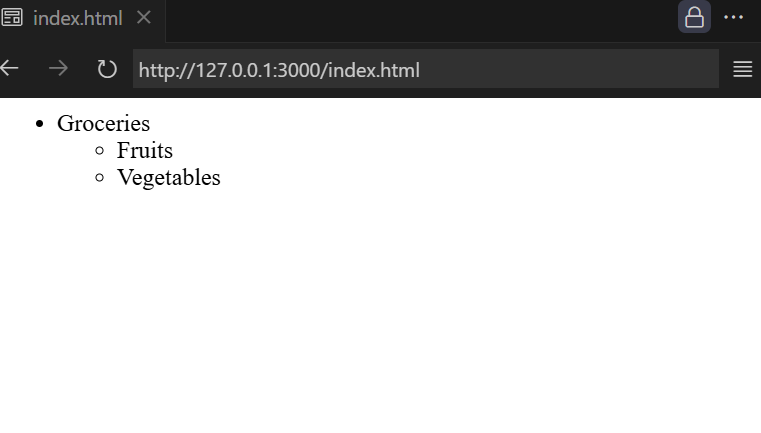 index.html
http://127.0.0.1:3000/index.html
Groceries
Fruits
Vegetables